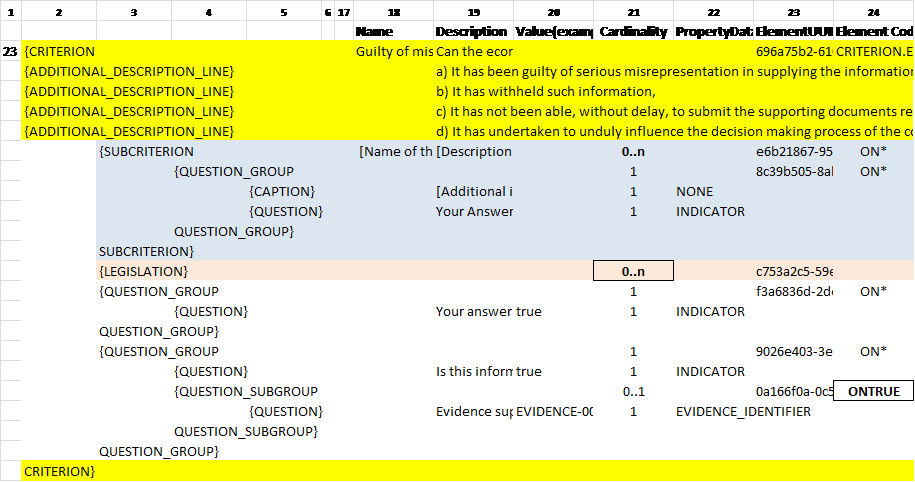 1 2 3 4 5 6 17 18 19 20 21 22 23 24
Name Description Value(examp Cardinality PropertyDat ElementUUI Element Cod
23 {CRITERION Guilty of mis Can the ecor 696a75b2-61 CRITERION.E
{ADDITIONAL_DESCRIPTION_LINE} a) It has been guilty of serious misrepresentation in supplying the information
{ADDITIONAL_DESCRIPTION_LINE} b) It has withheld such information,
{ADDITIONAL_DESCRIPTION_LINE} c) It has not been able, without delay, to submit the supporting documents re
{ADDITIONAL_DESCRIPTION_LINE} d) It has undertaken to unduly influence the decision making process of the co
{SUBCRITERION [Name of th [Description 0..n e6b21867-95 ON*
{QUESTION_GROUP 1 8c39b505-8al ON*
{CAPTION} [Additional i 1 NONE
{QUESTION} Your Answer 1 INDICATOR
QUESTION_GROUP}
SUBCRITERION}
{LEGISLATION} 0..n c753a2c5-59e
{QUESTION_GROUP 1 f3a6836d-2de ON*
{QUESTION} Your answer true 1 INDICATOR
QUESTION_GROUP}
{QUESTION_GROUP 1 9026e403-3e ON*
{QUESTION} Is this inform true 1 INDICATOR
{QUESTION_SUBGROUP 0..1 0a166f0a-0c5 ONTRUE
{QUESTION} Evidence sup EVIDENCE-00 1 EVIDENCE_IDENTIFIER
QUESTION_SUBGROUP}
QUESTION_GROUP}
CRITERION}